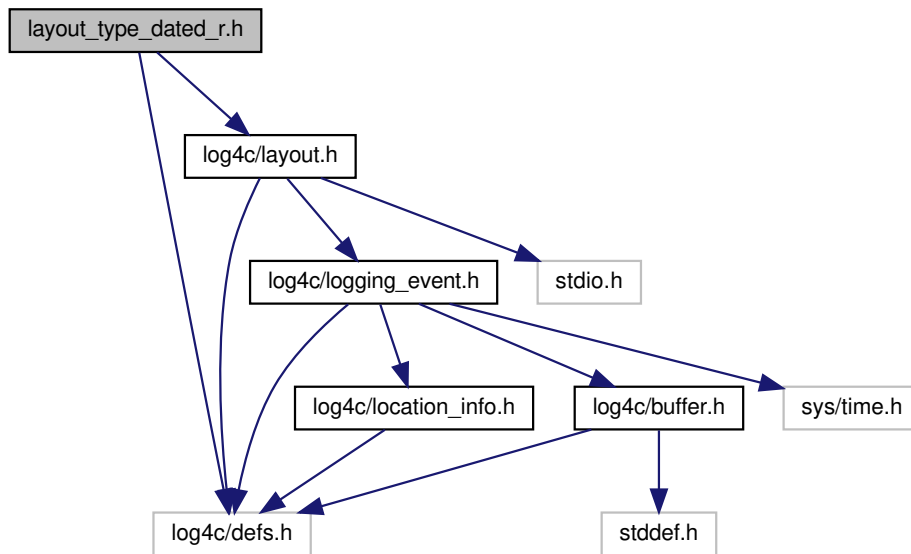 layout_type_dated_r.h
log4c/layout.h
log4c/logging_event.h
stdio.h
log4c/location_info.h
log4c/buffer.h
sys/time.h
log4c/defs.h
stddef.h